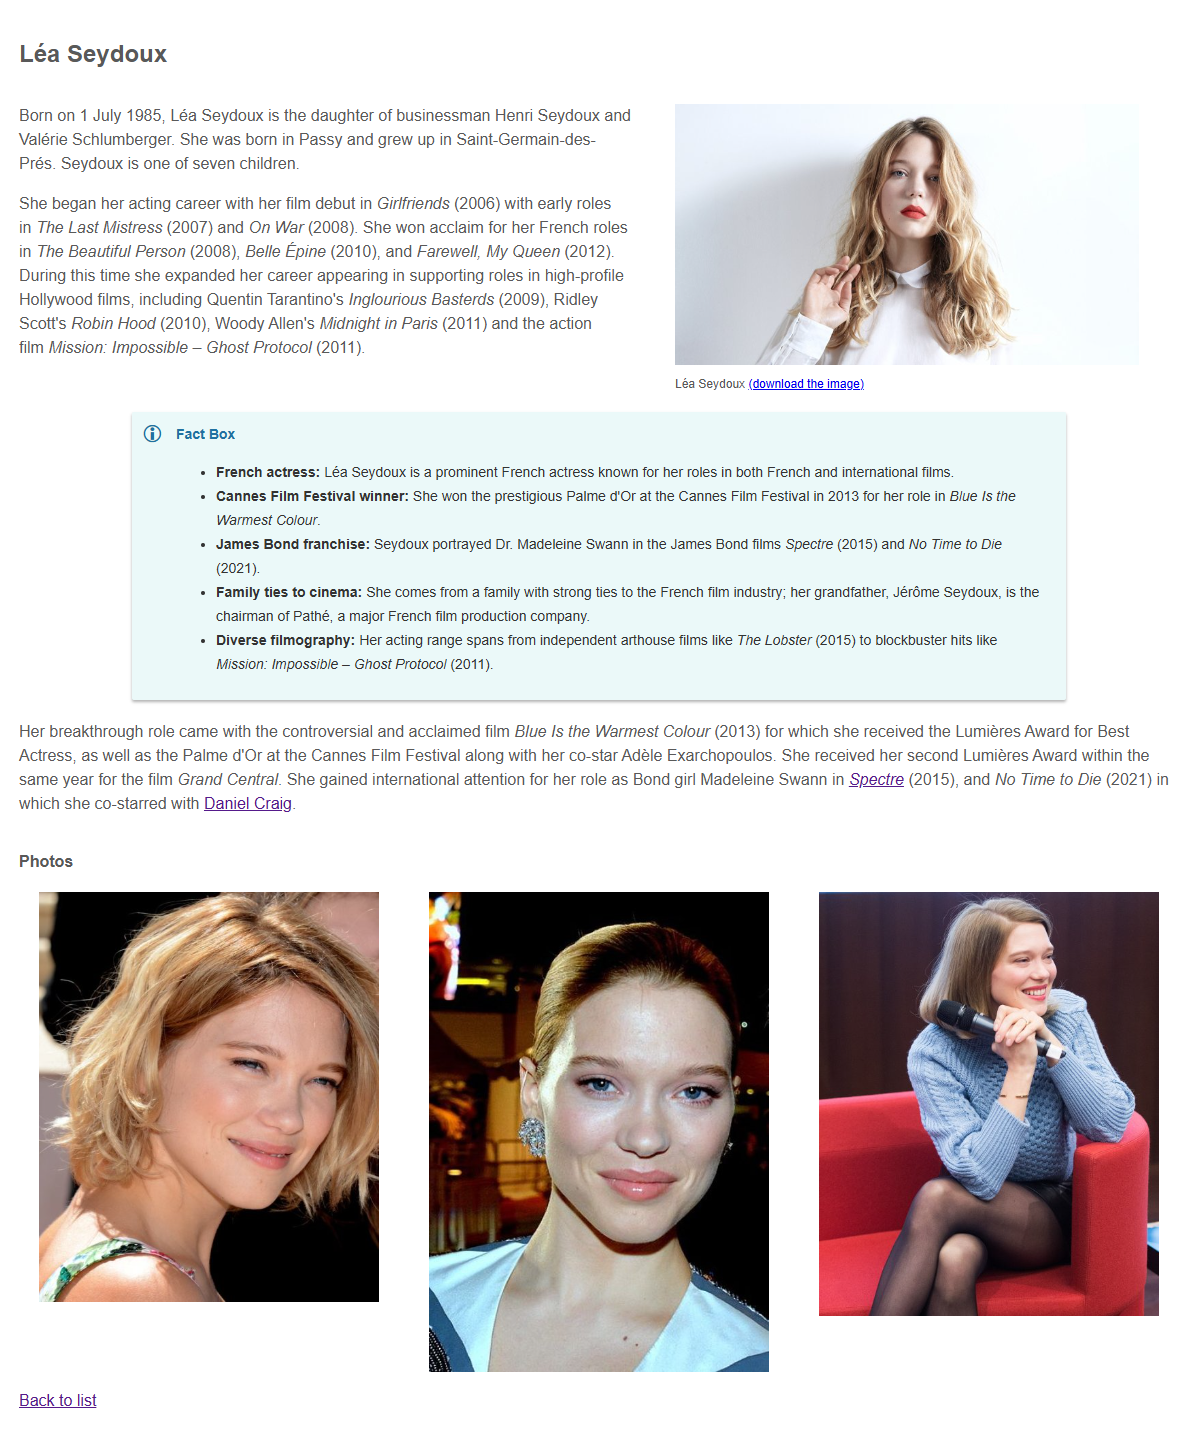 Léa Seydoux
Born on 1 July 1985, Léa Seydoux is the daughter of businessman Henri Seydoux and
Valérie Schlumberger. She was born in Passy and grew up in Saint-Germain-des-
Prés. Seydoux is one of seven children.
She began her acting career with her film debut in Girlfriends (2006) with early roles
in The Last Mistress (2007) and On War (2008). She won acclaim for her French roles
in The Beautiful Person (2008), Belle Épine (2010), and Farewell, My Queen (2012).
During this time she expanded her career appearing in supporting roles in high-profile
Hollywood films, including Quentin Tarantino's Inglourious Basterds (2009), Ridley
Scott's Robin Hood (2010), Woody Allen's Midnight in Paris (2011) and the action
film Mission: Impossible – Ghost Protocol (2011).
Léa Seydoux (download the image)
Fact Box
• French actress: Léa Seydoux is a prominent French actress known for her roles in both French and international films.
• Cannes Film Festival winner: She won the prestigious Palme d'Or at the Cannes Film Festival in 2013 for her role in Blue Is the
Warmest Colour.
• James Bond franchise: Seydoux portrayed Dr. Madeleine Swann in the James Bond films Spectre (2015) and No Time to Die
(2021).
• Family ties to cinema: She comes from a family with strong ties to the French film industry; her grandfather, Jérôme Seydoux, is the
chairman of Pathé, a major French film production company.
• Diverse filmography: Her acting range spans from independent arthouse films like The Lobster (2015) to blockbuster hits like
Mission: Impossible – Ghost Protocol (2011).
Her breakthrough role came with the controversial and acclaimed film Blue Is the Warmest Colour (2013) for which she received the Lumières Award for Best
Actress, as well as the Palme d'Or at the Cannes Film Festival along with her co-star Adèle Exarchopoulos. She received her second Lumières Award within the
same year for the film Grand Central. She gained international attention for her role as Bond girl Madeleine Swann in Spectre (2015), and No Time to Die (2021) in
which she co-starred with Daniel Craig.
Photos
Back to list